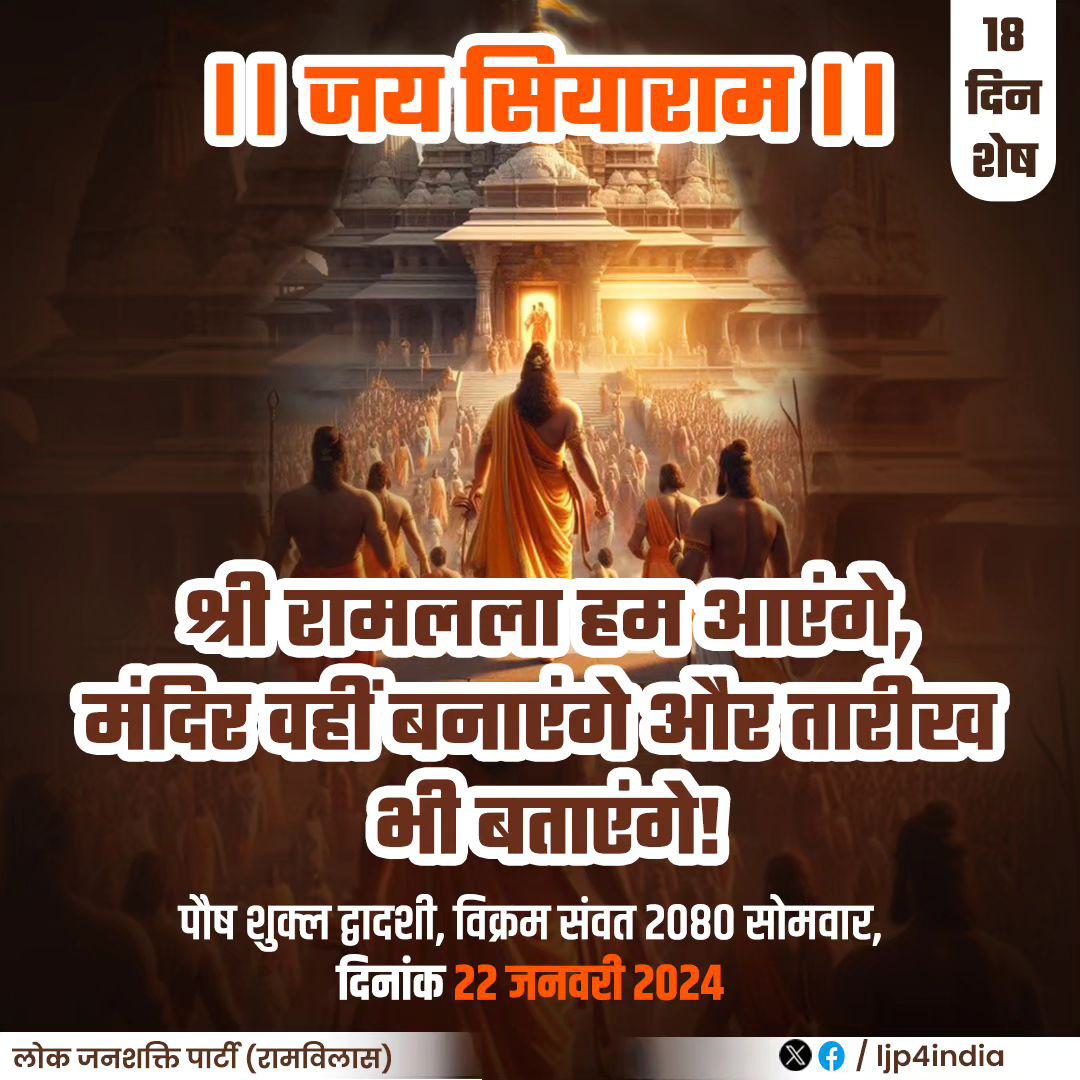 || जय सियाराम ||
18
दिन
शेष
श्री रामलला हम आएंगे,
मंदिर वहीं बनाएंगे और तारीख
भी बताएंगे!
पौष शुक्ल द्वादशी, विक्रम संवत 2080 सोमवार,
दिनांक 22 जनवरी 2024
लोक जनशक्ति पार्टी (रामविलास)
/ ljp4india